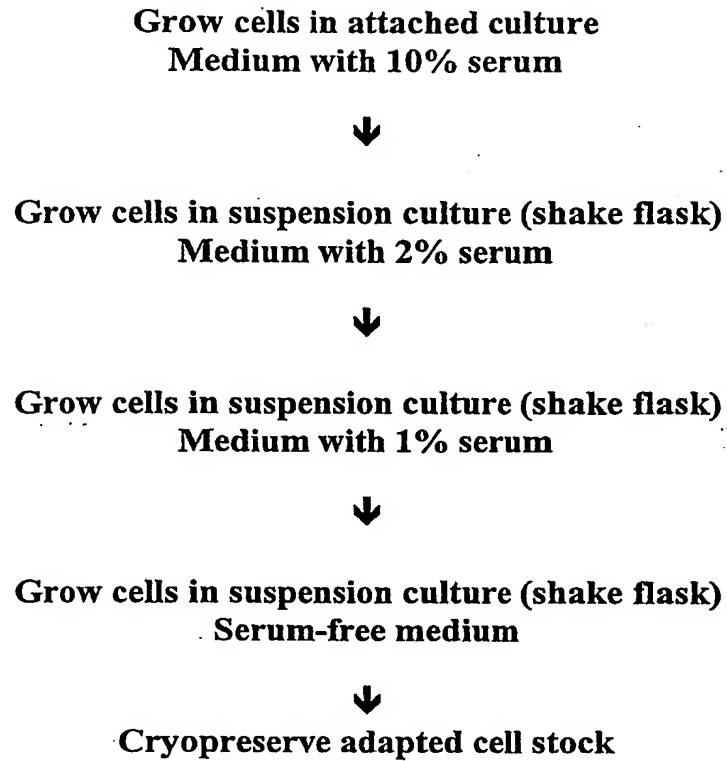 Grow cells in attached culture
Medium with 10% serum
Grow cells in suspension culture (shake flask)
Medium with 2% serum
Grow cells in suspension culture (shake flask)
Medium with 1% serum
Grow cells in suspension culture (shake flask)
Serum-free medium
Cryopreserve adapted cell stock